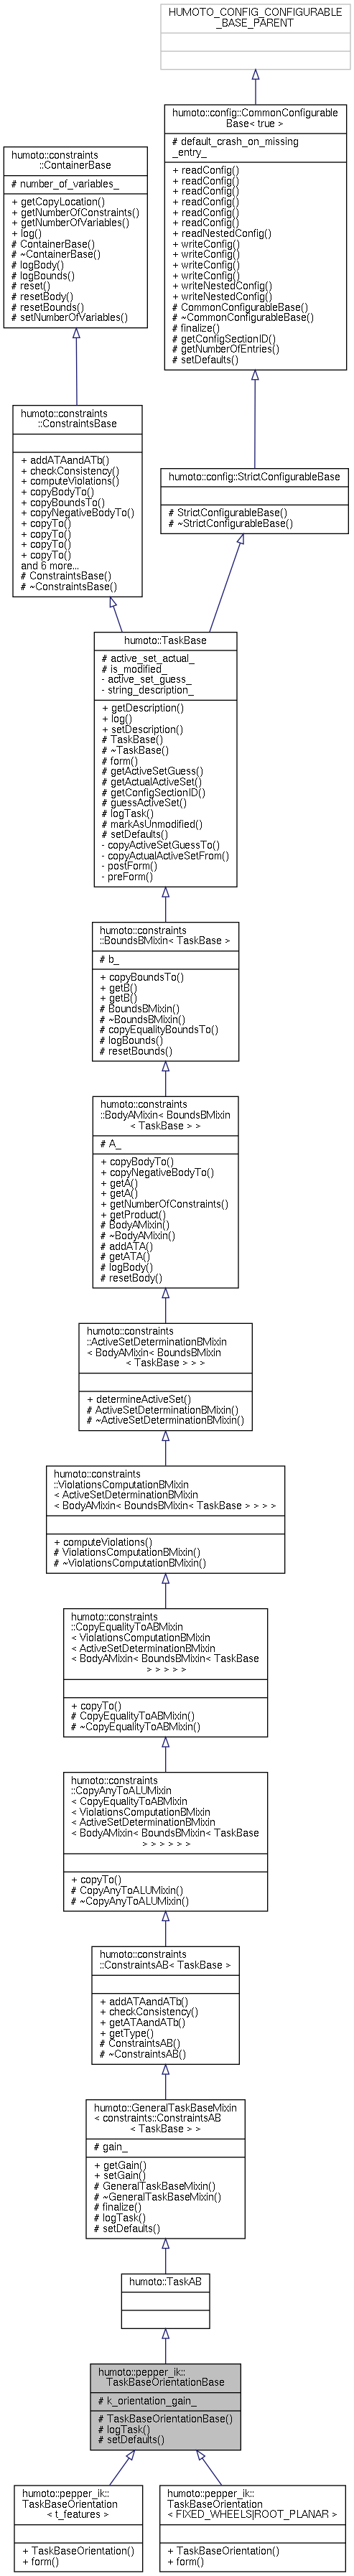 HUMOTO_CONFIG_CONFIGURABLE
_BASE_PARENT
humoto::config::CommonConfigurable
Base< true >
# default_crash_on_missing
_entry_
+ readConfig()
+ readConfig()
+ readConfig()
+ readConfig()
+ readConfig()
+ readConfig()
+ readNestedConfig()
+ writeConfig()
+ writeConfig()
+ writeConfig()
+ writeConfig()
+ writeNestedConfig()
+ writeNestedConfig()
# CommonConfigurableBase()
# ~CommonConfigurableBase()
# finalize()
# getConfigSectionID()
# getNumberOfEntries()
# setDefaults()
humoto::constraints
::ContainerBase
# number_of_variables_
+ getCopyLocation()
+ getNumberOfConstraints()
+ getNumberOfVariables()
+ log()
# ContainerBase()
# ~ContainerBase()
# logBody()
# logBounds()
# reset()
# resetBody()
# resetBounds()
# setNumberOfVariables()
humoto::constraints
::ConstraintsBase
+ addATAandATb()
+ checkConsistency()
+ computeViolations()
+ copyBodyTo()
+ copyBoundsTo()
+ copyNegativeBodyTo()
+ copyTo()
+ copyTo()
+ copyTo()
+ copyTo()
and 6 more...
# ConstraintsBase()
# ~ConstraintsBase()
humoto::config::StrictConfigurableBase
# StrictConfigurableBase()
# ~StrictConfigurableBase()
humoto::TaskBase
# active_set_actual_
# is_modified_
- active_set_guess_
- string_description_
+ getDescription()
+ log()
+ setDescription()
# TaskBase()
# ~TaskBase()
# form()
# getActiveSetGuess()
# getActualActiveSet()
# getConfigSectionID()
# guessActiveSet()
# logTask()
# markAsUnmodified()
# setDefaults()
- copyActiveSetGuessTo()
- copyActualActiveSetFrom()
- postForm()
- preForm()
humoto::constraints
::BoundsBMixin< TaskBase >
# b_
+ copyBoundsTo()
+ getB()
+ getB()
# BoundsBMixin()
# ~BoundsBMixin()
# copyEqualityBoundsTo()
# logBounds()
# resetBounds()
humoto::constraints
::BodyAMixin< BoundsBMixin
< TaskBase > >
# A_
+ copyBodyTo()
+ copyNegativeBodyTo()
+ getA()
+ getA()
+ getNumberOfConstraints()
+ getProduct()
# BodyAMixin()
# ~BodyAMixin()
# addATA()
# getATA()
# logBody()
# resetBody()
humoto::constraints
::ActiveSetDeterminationBMixin
< BodyAMixin< BoundsBMixin
< TaskBase > > >
+ determineActiveSet()
# ActiveSetDeterminationBMixin()
# ~ActiveSetDeterminationBMixin()
humoto::constraints
::ViolationsComputationBMixin
< ActiveSetDeterminationBMixin
< BodyAMixin< BoundsBMixin< TaskBase > > > >
+ computeViolations()
# ViolationsComputationBMixin()
# ~ViolationsComputationBMixin()
humoto::constraints
::CopyEqualityToABMixin
< ViolationsComputationBMixin
< ActiveSetDeterminationBMixin
< BodyAMixin< BoundsBMixin< TaskBase
> > > > >
+ copyTo()
# CopyEqualityToABMixin()
# ~CopyEqualityToABMixin()
humoto::constraints
::CopyAnyToALUMixin
< CopyEqualityToABMixin
< ViolationsComputationBMixin
< ActiveSetDeterminationBMixin
< BodyAMixin< BoundsBMixin< TaskBase
> > > > > >
+ copyTo()
# CopyAnyToALUMixin()
# ~CopyAnyToALUMixin()
humoto::constraints
::ConstraintsAB< TaskBase >
+ addATAandATb()
+ checkConsistency()
+ getATAandATb()
+ getType()
# ConstraintsAB()
# ~ConstraintsAB()
humoto::GeneralTaskBaseMixin
< constraints::ConstraintsAB
< TaskBase > >
# gain_
+ getGain()
+ setGain()
# GeneralTaskBaseMixin()
# ~GeneralTaskBaseMixin()
# finalize()
# logTask()
# setDefaults()
humoto::TaskAB
humoto::pepper_ik::
TaskBaseOrientationBase
# k_orientation_gain_
# TaskBaseOrientationBase()
# logTask()
# setDefaults()
humoto::pepper_ik::
TaskBaseOrientation
< t_features >
+ TaskBaseOrientation()
+ form()
humoto::pepper_ik::
TaskBaseOrientation
< FIXED_WHEELS|ROOT_PLANAR >
+ TaskBaseOrientation()
+ form()